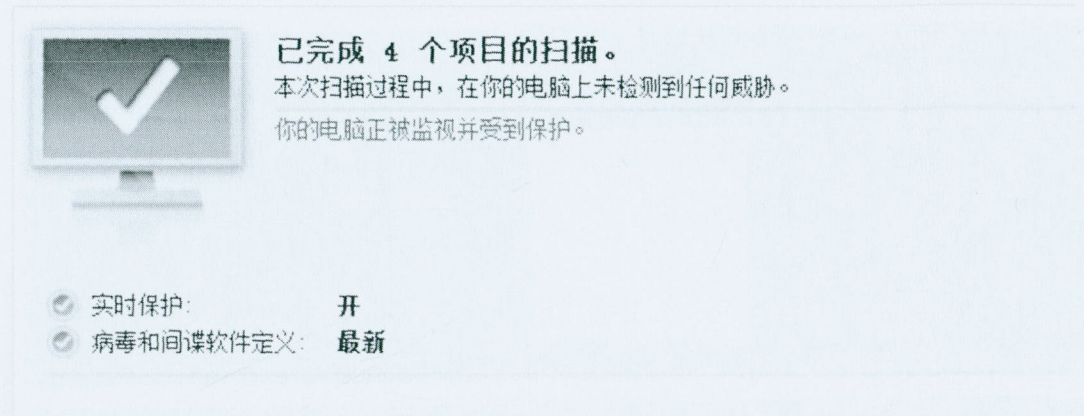 已完成 4 个项目的扫描。
本次扫描过程中，在你的电脑上未检测到任何威胁。
你的电脑正被监视并受到保护。
实时保护: 开
病毒和间谍软件定义: 最新